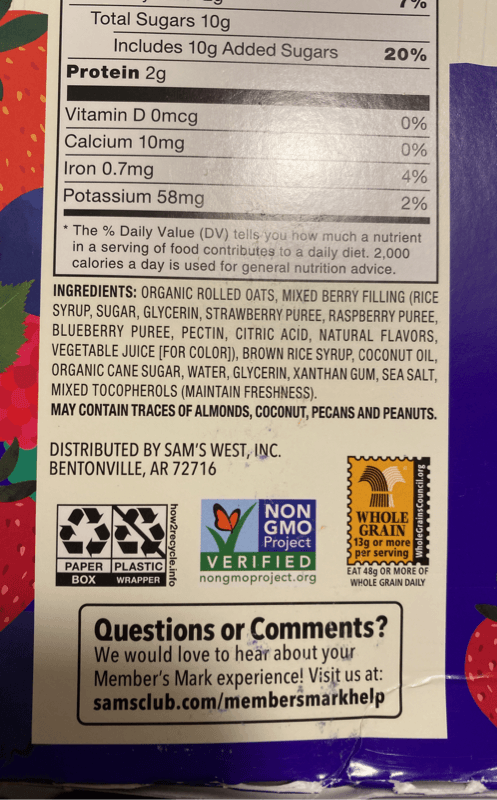 7%
Total Sugars 10g
Includes 10g Added Sugars 20%
Protein 2g
Vitamin D 0mcg 0%
Calcium 10mg 0%
Iron 0.7mg 4%
Potassium 58mg 2%
* The % Daily Value (DV) tells you how much a nutrient
in a serving of food contributes to a daily diet. 2,000
calories a day is used for general nutrition advice.
INGREDIENTS: ORGANIC ROLLED OATS, MIXED BERRY FILLING (RICE
SYRUP, SUGAR, GLYCERIN, STRAWBERRY PUREE, RASPBERRY PUREE,
BLUEBERRY PUREE, PECTIN, CITRIC ACID, NATURAL FLAVORS,
VEGETABLE JUICE [FOR COLOR]), BROWN RICE SYRUP, COCONUT OIL,
ORGANIC CANE SUGAR, WATER, GLYCERIN, XANTHAN GUM, SEA SALT,
MIXED TOCOPHEROLS (MAINTAIN FRESHNESS).
MAY CONTAIN TRACES OF ALMONDS, COCONUT, PECANS AND PEANUTS.
DISTRIBUTED BY SAM'S WEST, INC.
BENTONVILLE, AR 72716
PAPER PLASTIC
BOX WRAPPER
how2recycle.info
NON
GMO
Project
VERIFIED
nongmoproject.org
WHOLE
GRAIN
13g or more
per serving
WholeGrainsCouncil.org
EAT 48g OR MORE OF
WHOLE GRAIN DAILY
Questions or Comments?
We would love to hear about your
Member's Mark experience! Visit us at:
samsclub.com/membersmarkhelp